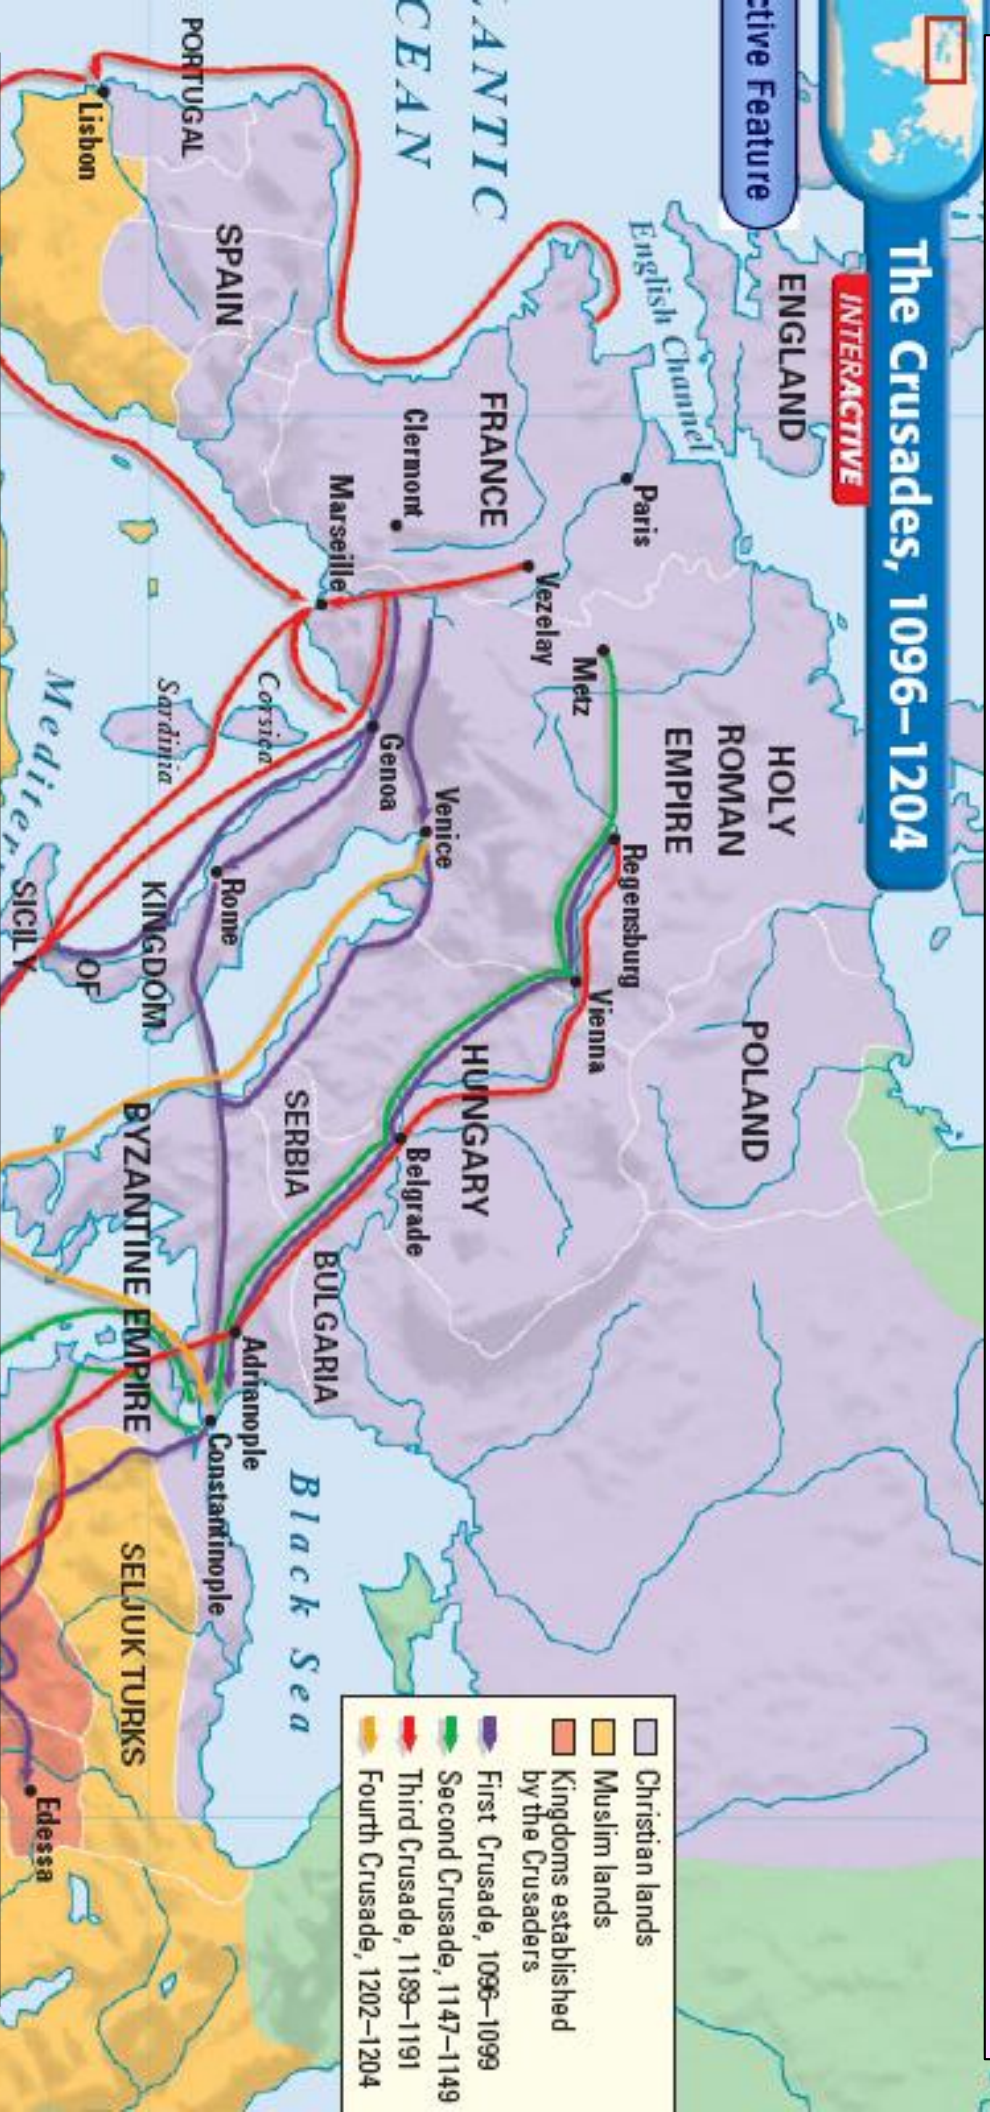 The Crusades, 1096–1204
INTERACTIVE
ctive Feature
ENGLAND
English Channel
ANTIC
CEAN
PORTUGAL
Lisbon
SPAIN
FRANCE
Paris
Clermont
Vezelay
Marseille
Metz
HOLY
ROMAN
EMPIRE
Regensburg
Vienna
POLAND
HUNGARY
Genoa
Venice
Corsica
Sardinia
Rome
KINGDOM
OF
SICILY
Mediter
SERBIA
Belgrade
BULGARIA
Adrianople
Constantinople
BYZANTINE EMPIRE
Black Sea
SELJUK TURKS
Edessa
Christian lands
Muslim lands
Kingdoms established
by the Crusaders
First Crusade, 1096–1099
Second Crusade, 1147–1149
Third Crusade, 1189–1191
Fourth Crusade, 1202–1204